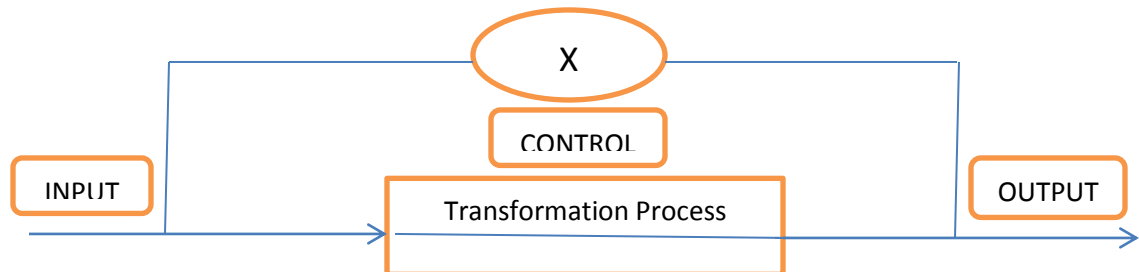 X
CONTROL
INPUT
Transformation Process
OUTPUT